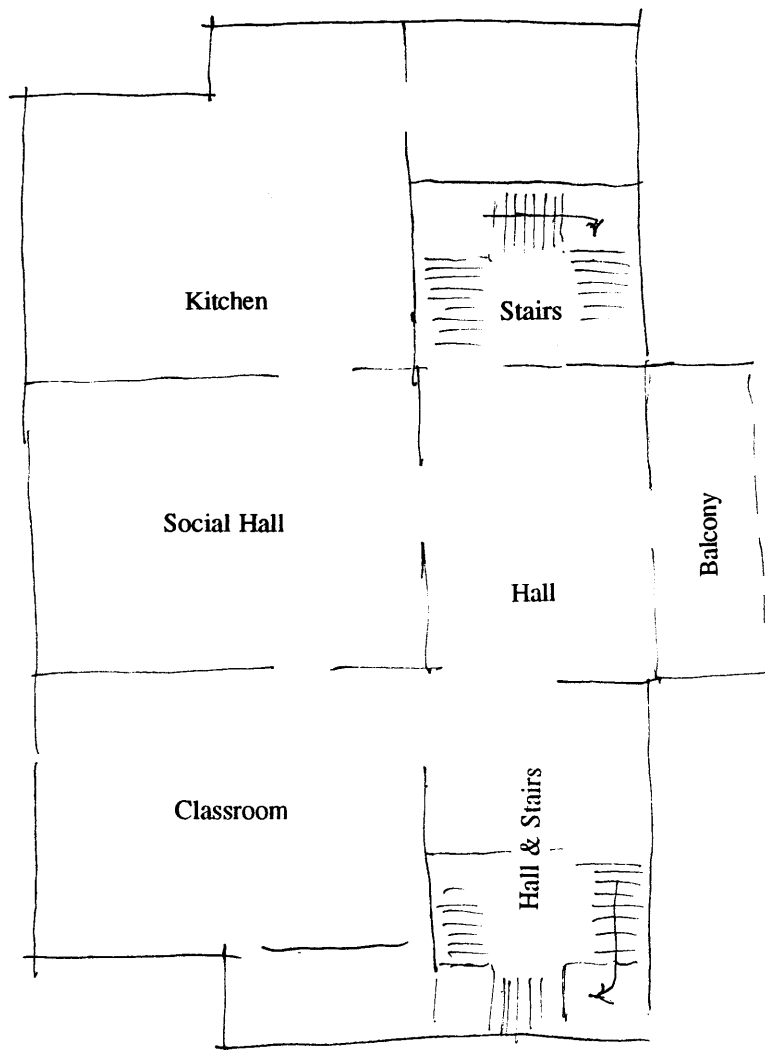 Kitchen
Stairs
Social Hall
Balcony
Hall
Classroom
Hall & Stairs